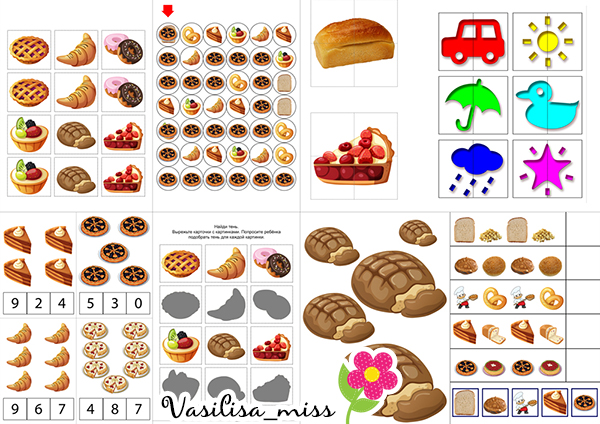 9 2 4
5 3 0
9 6 7
4 8 7
Найди тень.
Вырежьте карточки с картинками. Попросите ребёнка
подобрать тень для каждой картинки.
Vasilisa_miss